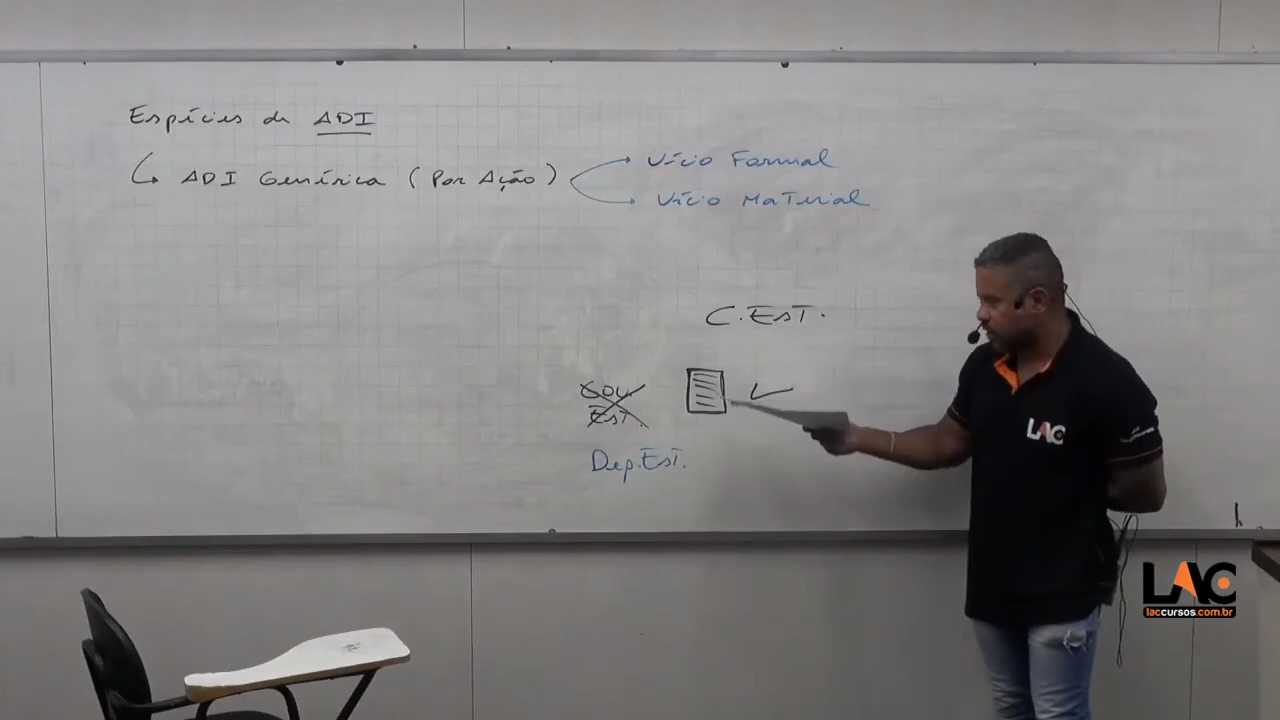 Espécies de ADI
ADI Genérica (Por Ação)
Vício Formal
Vício Material
C.EST.
GOV.
EST.
Dep.EST.
LAC
LAC
laccursos.com.br